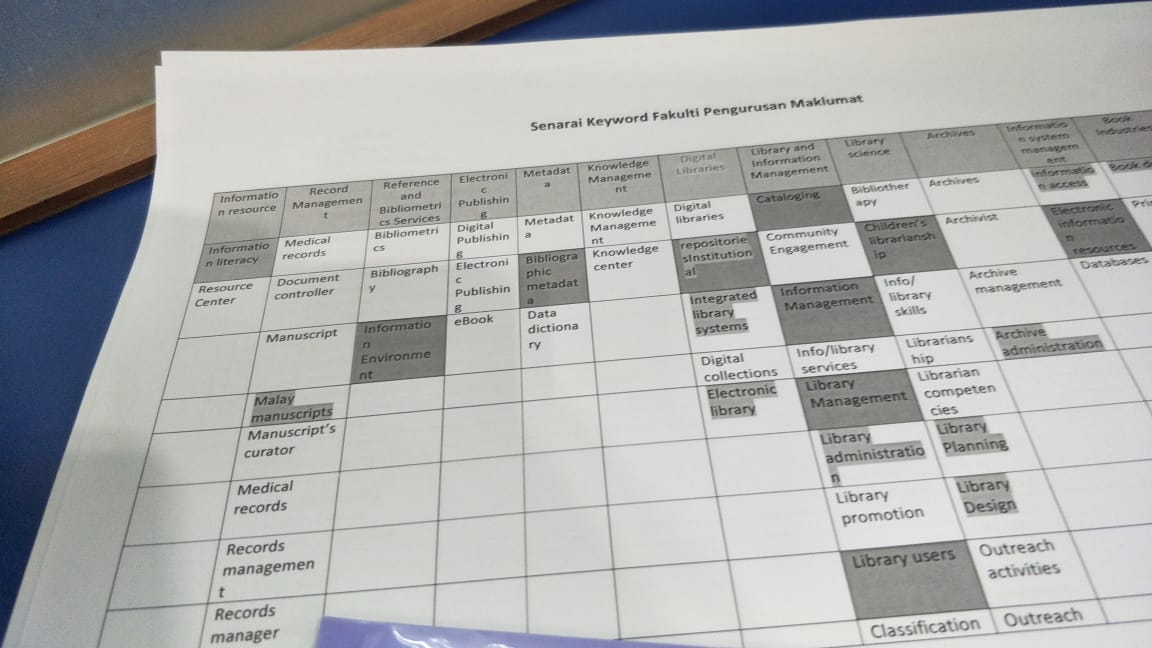 Senarai Keyword Fakulti Pengurusan Maklumat
Informatio
n resource
Record
Managemen
t
Reference
and
Bibliometri
cs Services
Electroni
c
Publishin
g
Metadat
a
Knowledge
Manageme
nt
Digital
Libraries
Library and
Information
Management
Library
science
Archives
Informatio
n system
managem
ent
Book
Industries
Informatio
n literacy
Medical
records
Bibliometri
cs
Digital
Publishin
g
Metadat
a
Knowledge
Manageme
nt
Digital
libraries
Cataloging
Bibliother
apy
Archives
Informatio
n access
Resource
Center
Document
controller
Bibliograph
y
Electroni
c
Publishin
g
Bibliogra
phic
metadat
a
Knowledge
center
repositorie
sInstitution
al
Community
Engagement
Children's
librariansh
ip
Archivist
Electronic
informatio
n
resources
Manuscript
Informatio
n
Environme
nt
eBook
Data
dictiona
ry
Integrated
library
systems
Information
Management
Info/
library
skills
Archive
management
Databases
Malay
manuscripts
Digital
collections
Info/library
services
Librarians
hip
Archive
administration
Manuscript's
curator
Electronic
library
Library
Management
Librarian
competen
cies
Medical
records
Library
administratio
n
Library
Planning
Records
managemen
t
Library
promotion
Library
Design
Records
manager
Library users
Outreach
activities
Classification
Outreach